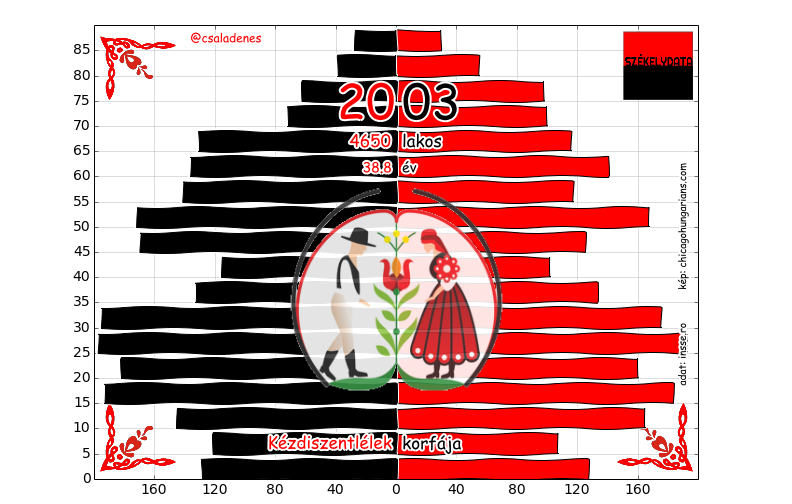 @csaladenes
SZÉKELYDATA
2003
4650 lakos
38.8 év
kép: chicagohungarians.com
adat: insse.ro
Kézdiszentlélek korfája
85
80
75
70
65
60
55
50
45
40
35
30
25
20
15
10
5
0
160 120 80 40 0 40 80 120 160